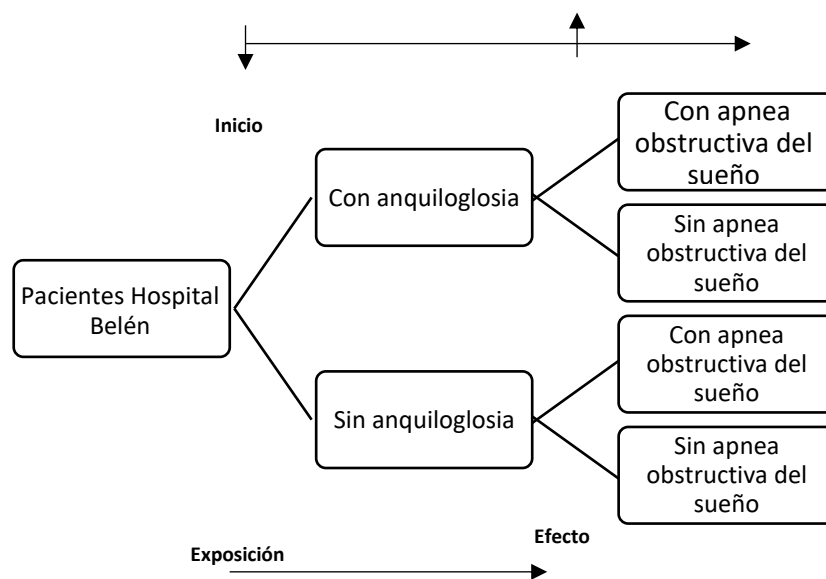 Inicio
Con apnea
obstructiva del
sueño
Con anquiloglosia
Sin apnea
obstructiva del
sueño
Pacientes Hospital
Belén
Con apnea
obstructiva del
sueño
Sin anquiloglosia
Sin apnea
obstructiva del
sueño
Exposición
Efecto